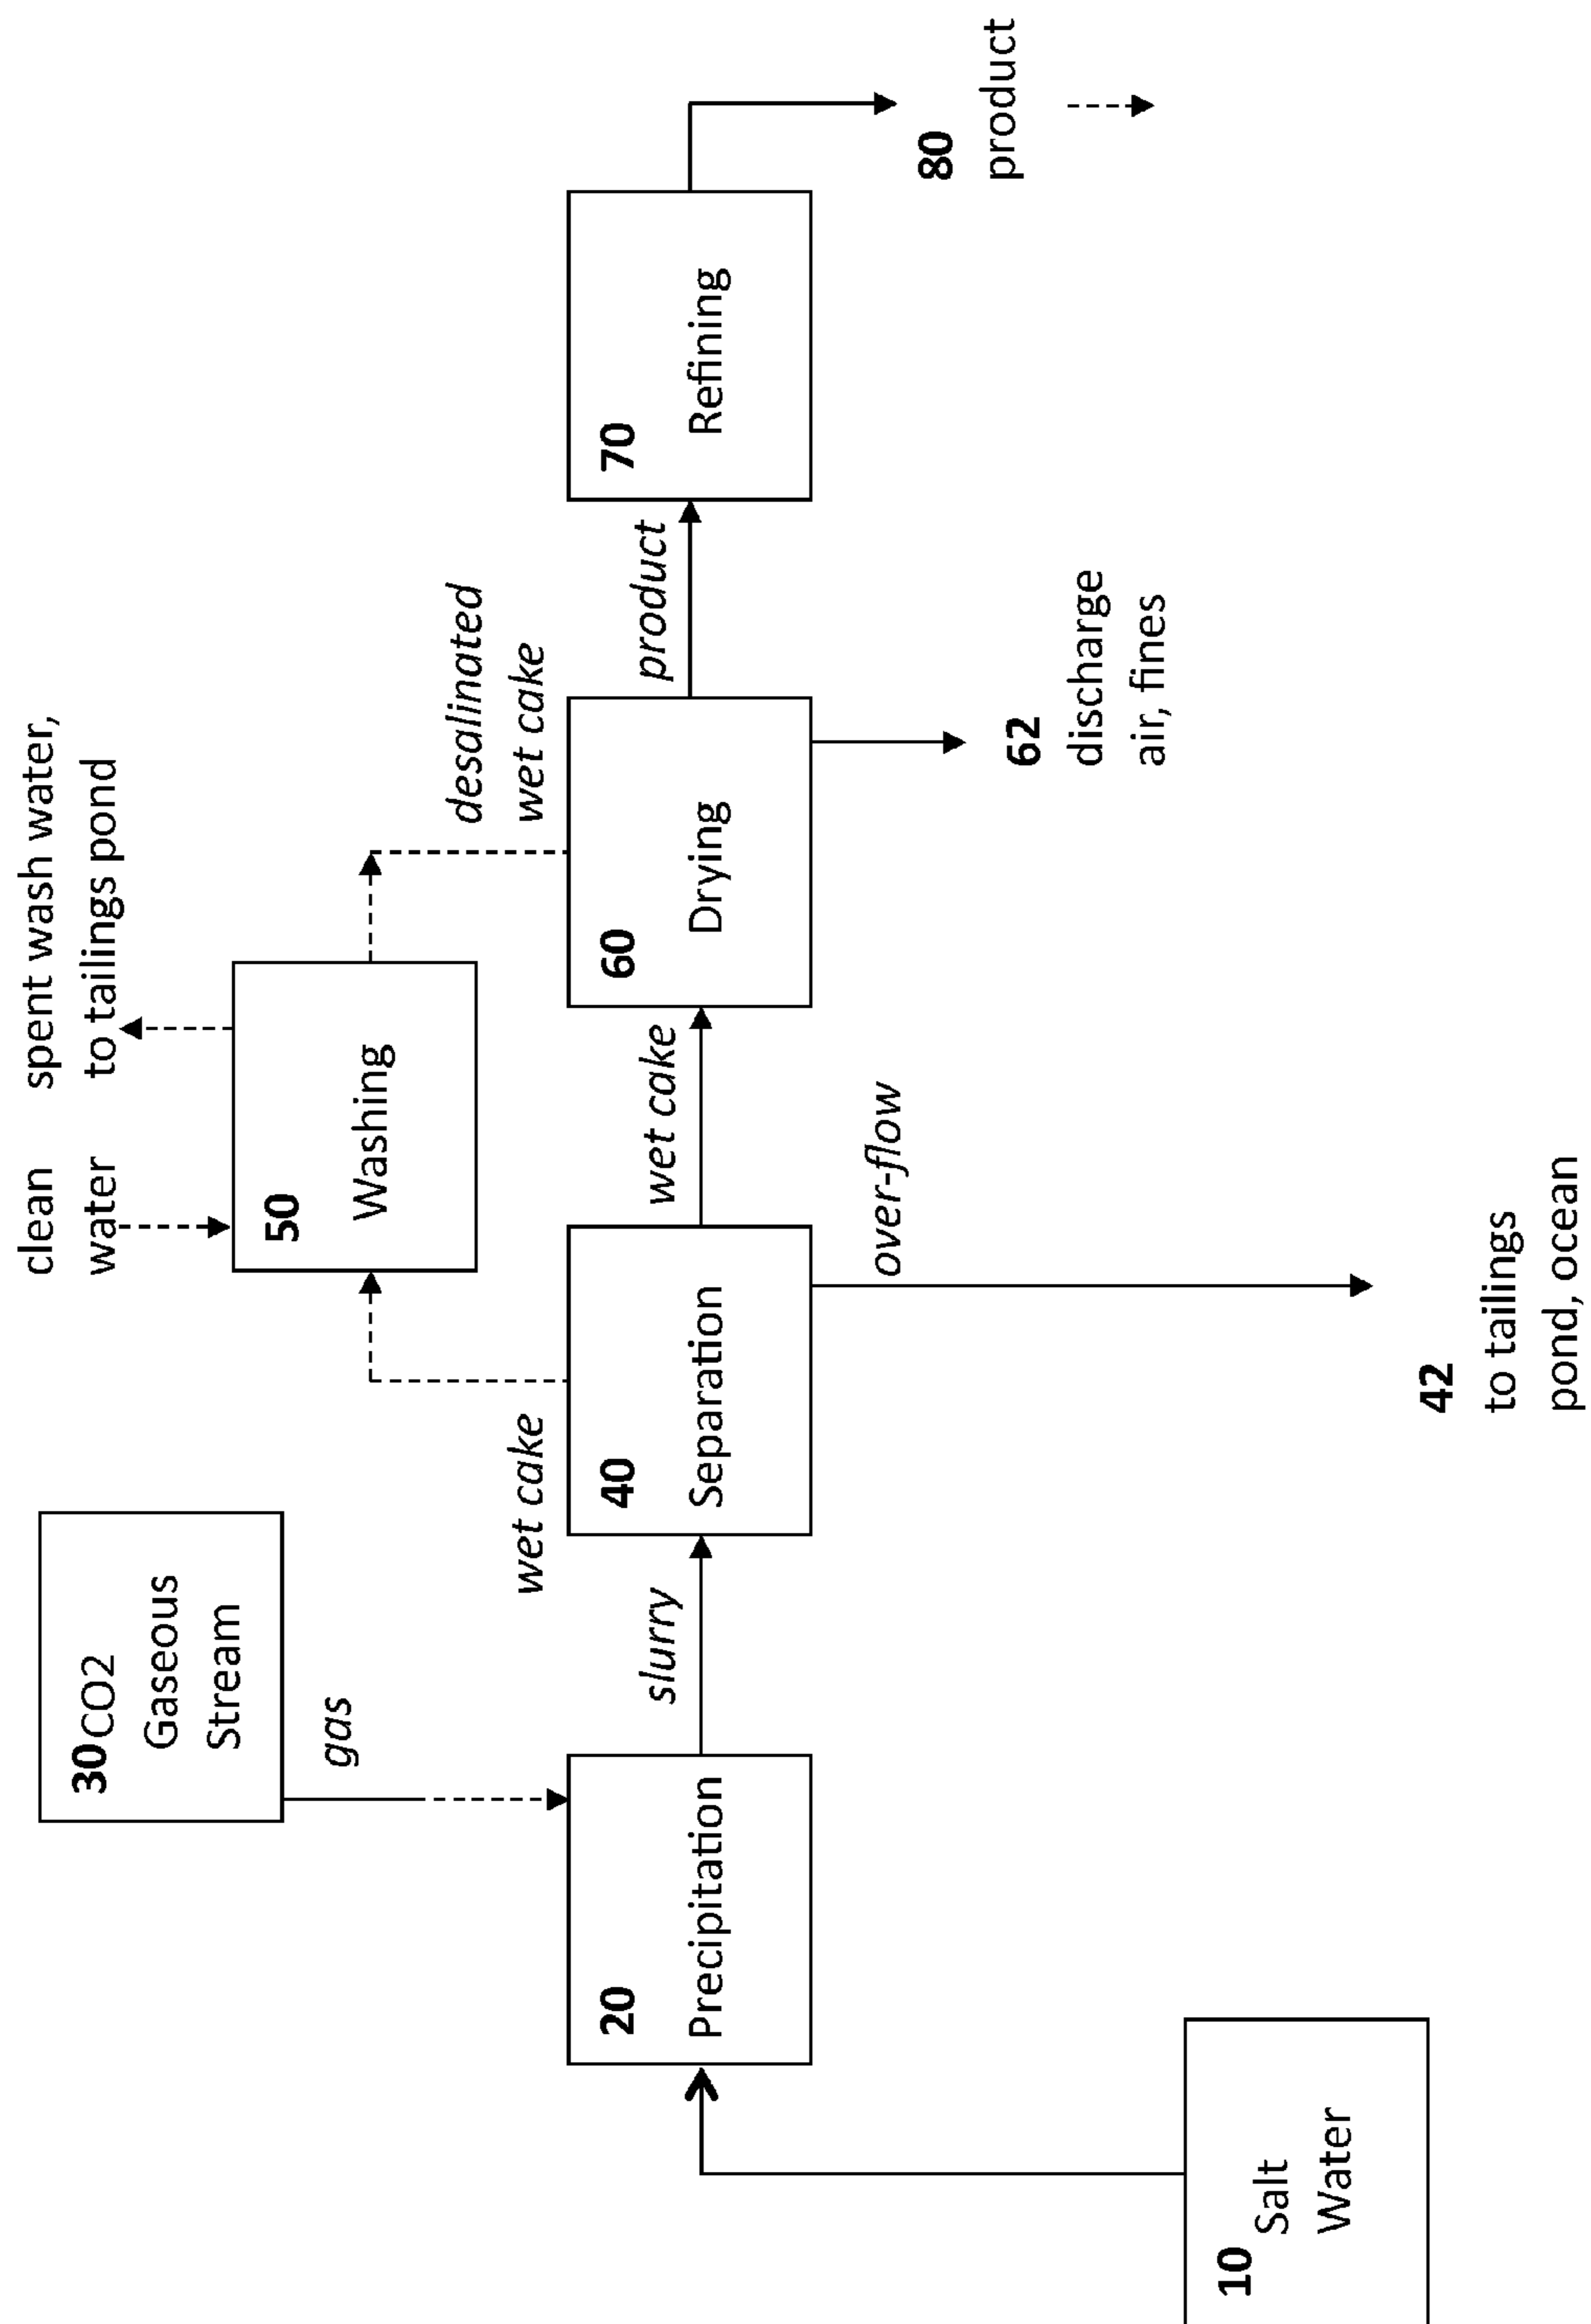 30 CO2
Gaseous
Stream
gas
clean
water
spent wash water,
to tailings pond
50
Washing
wet cake
desalinated
wet cake
20
Precipitation
slurry
40
Separation
wet cake
60
Drying
product
70
Refining
over-flow
10
Salt
Water
42
to tailings
pond, ocean
62
discharge
air, fines
80
product